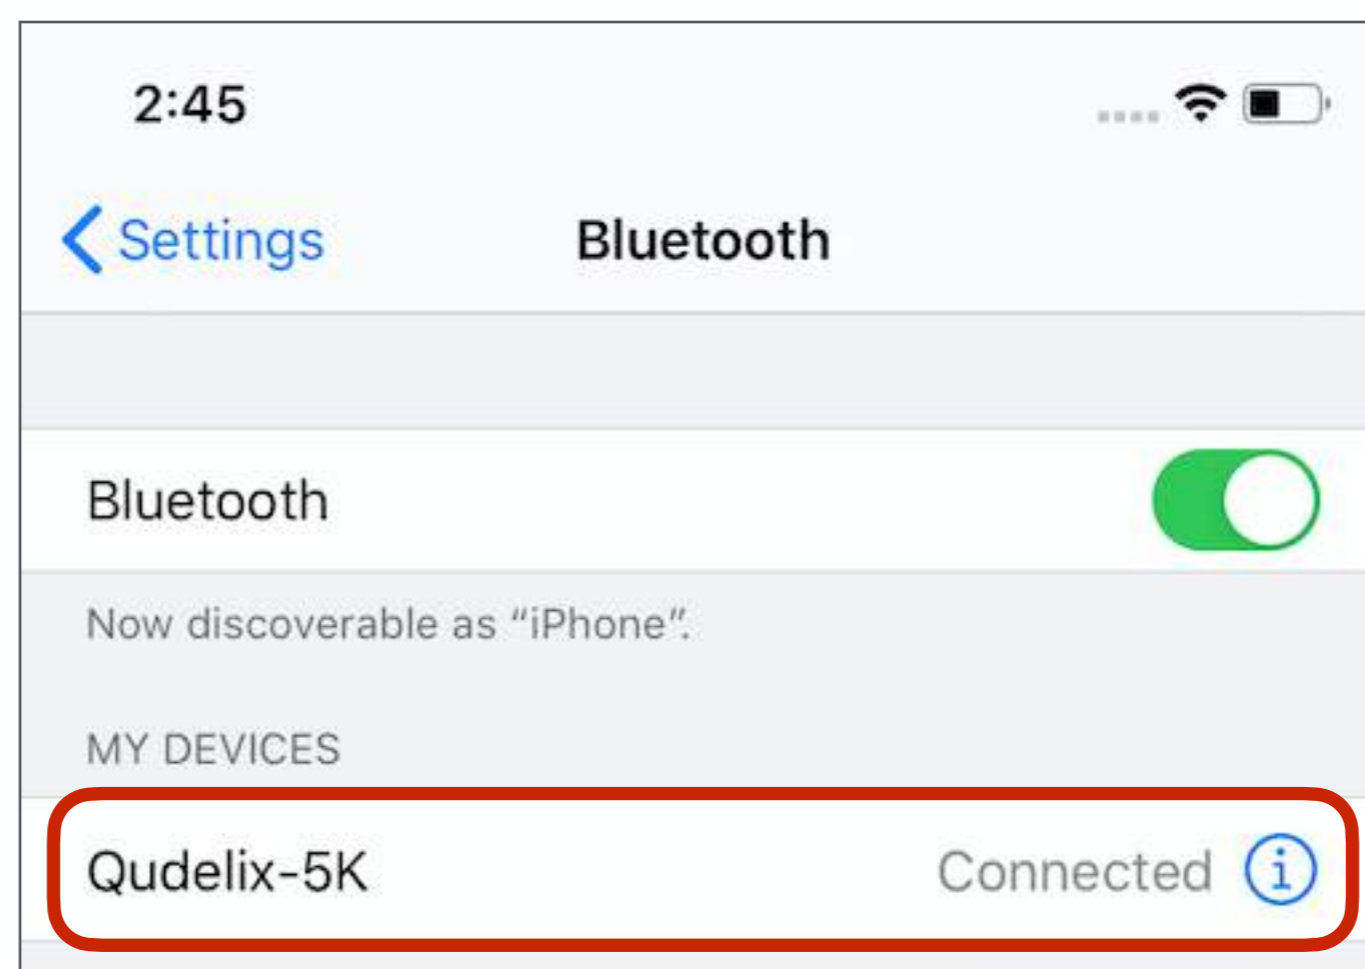 2:45
Settings Bluetooth
Bluetooth
Now discoverable as “iPhone”.
MY DEVICES
Qudelix-5K Connected i